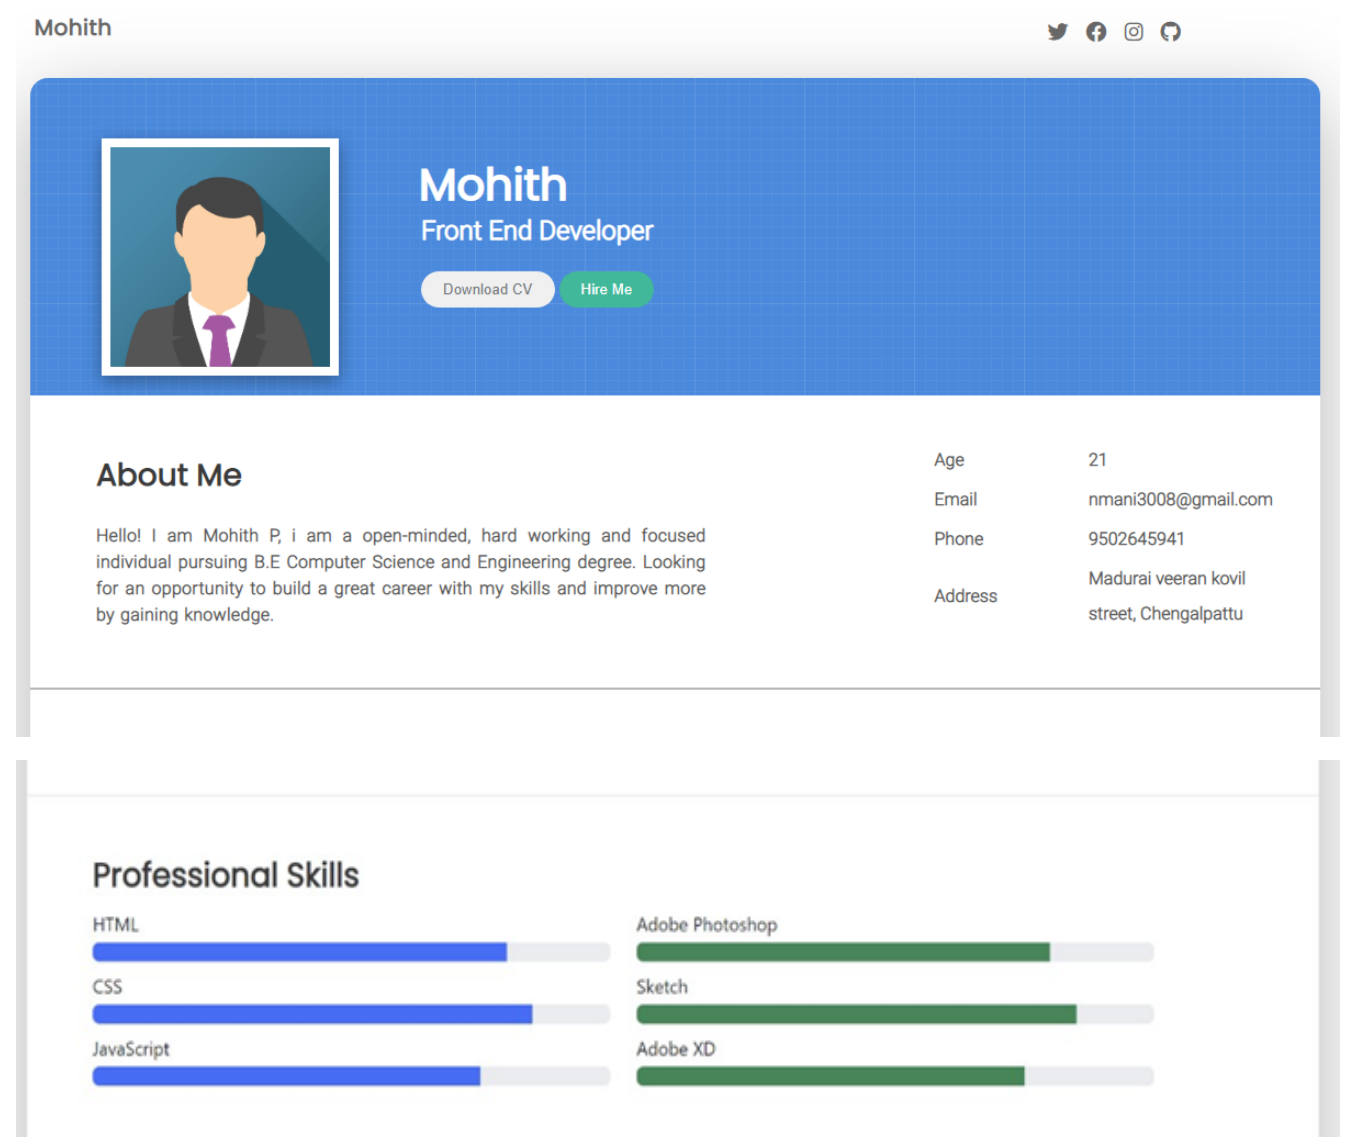 Mohith
Mohith
Front End Developer
Download CV
Hire Me
About Me
Hello! I am Mohith P, i am a open-minded, hard working and focused
individual pursuing B.E Computer Science and Engineering degree. Looking
for an opportunity to build a great career with my skills and improve more
by gaining knowledge.
Age 21
Email nmani3008@gmail.com
Phone 9502645941
Address Madurai veeran kovil
street, Chengalpattu
Professional Skills
HTML
CSS
JavaScript
Adobe Photoshop
Sketch
Adobe XD